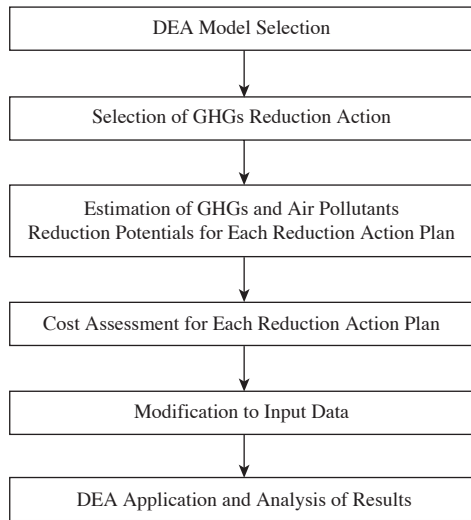 DEA Model Selection
Selection of GHGs Reduction Action
Estimation of GHGs and Air Pollutants
Reduction Potentials for Each Reduction Action Plan
Cost Assessment for Each Reduction Action Plan
Modification to Input Data
DEA Application and Analysis of Results